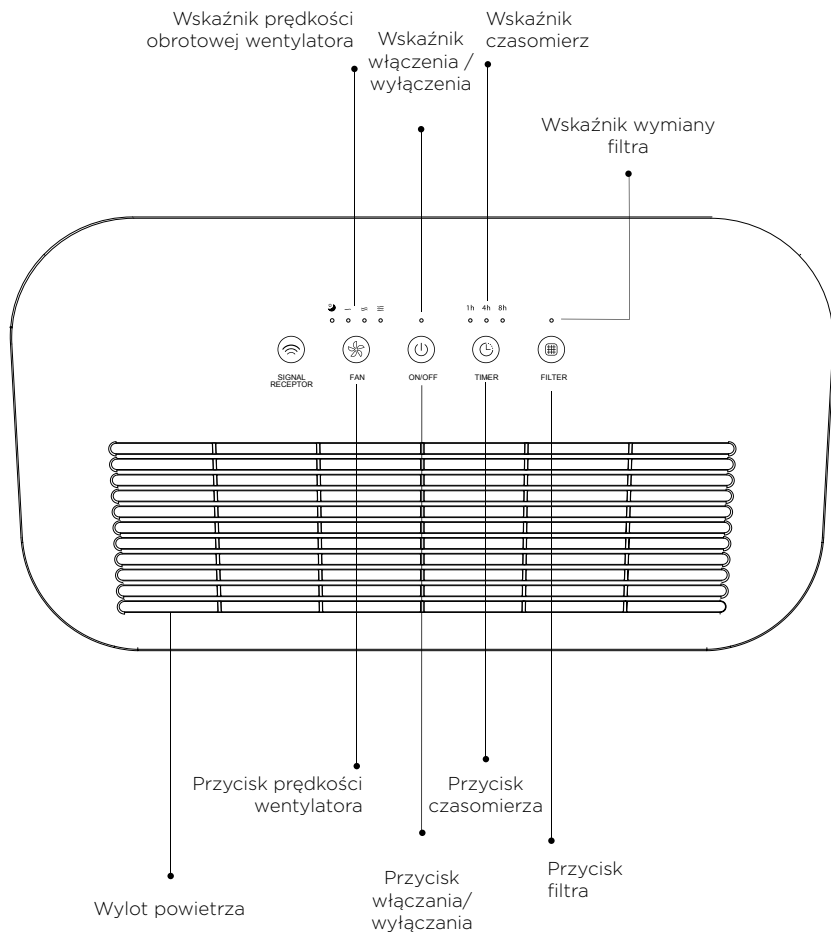 Wskaźnik prędkości
obrotowej wentylatora
Wskaźnik
włączenia /
wyłączenia
Wskaźnik
czasomierz
Wskaźnik wymiany
filtra
1h 4h 8h
SIGNAL
RECEPTOR
FAN
ON/OFF
TIMER
FILTER
Przycisk prędkości
wentylatora
Przycisk
czasomierza
Przycisk
filtra
Przycisk
włączania/
wyłączania
Wylot powietrza